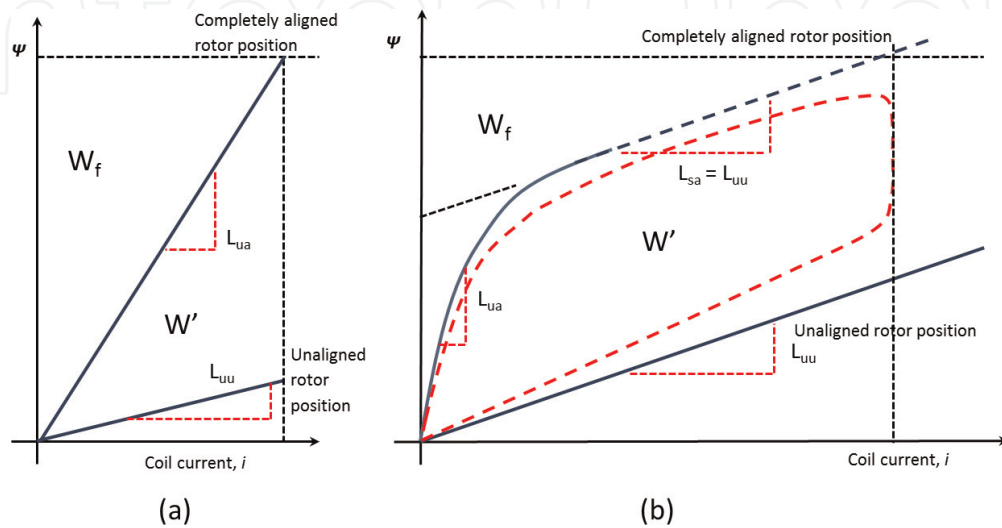 Completely aligned
rotor position
ψ
W_f
L_ua
W’
L_uu
Unaligned
rotor
position
Coil current, i
(a)
Completely aligned rotor position
ψ
W_f
L_sa = L_uu
W’
L_ua
Unaligned rotor position
L_uu
Coil current, i
(b)